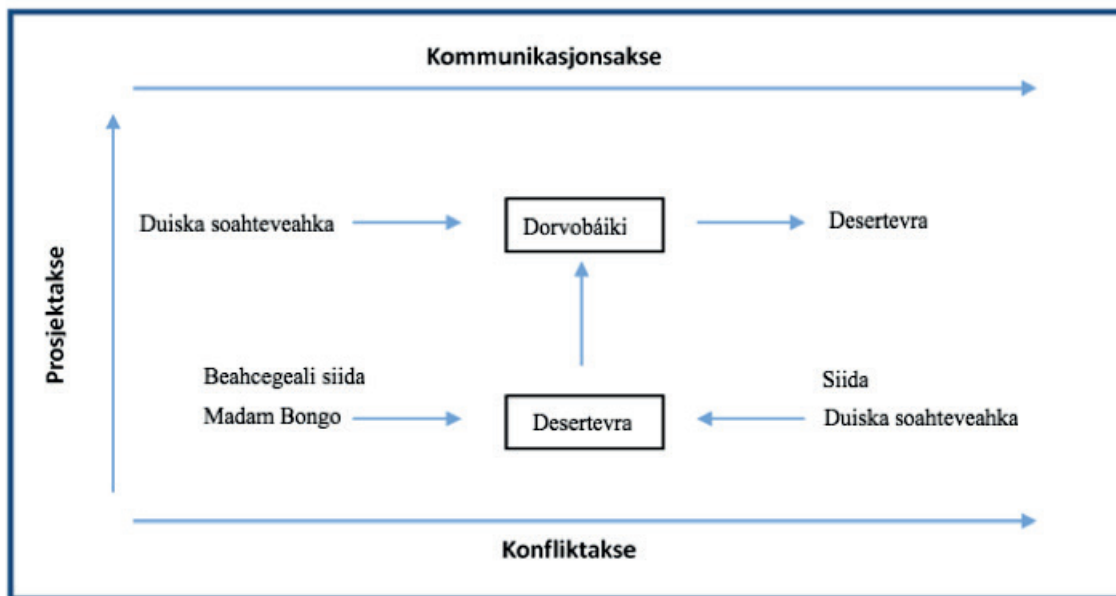 Kommunikasjonsakse
Prosjektakse
Duiska soahteveahka
Dorvobáiki
Desertevra
Beahcegeali siida
Madam Bongo
Desertevra
Siida
Duiska soahteveahka
Konfliktakse